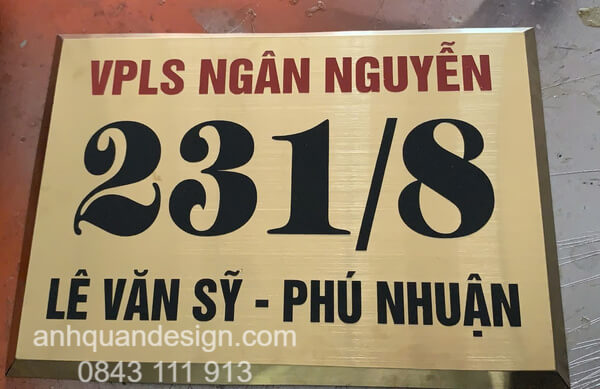 VPLS NGÂN NGUYỄN
231/8
LÊ VĂN SỸ - PHÚ NHUẬN
anhquandesign.com
0843 111 913